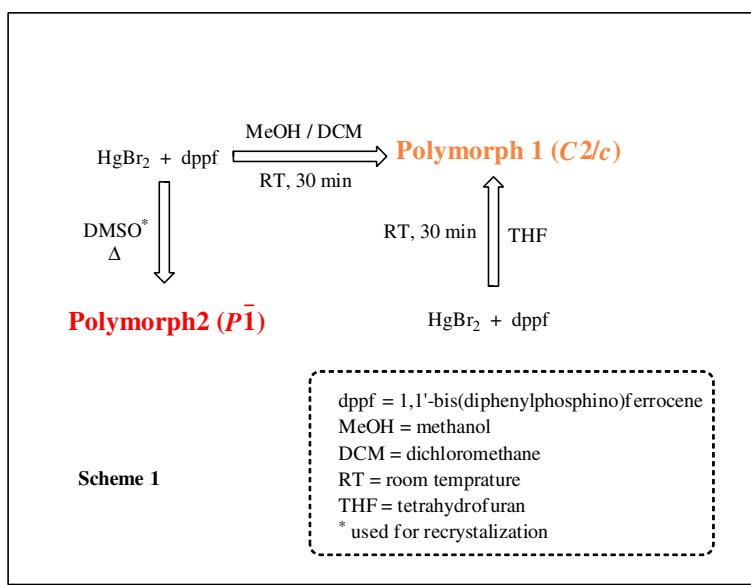 MeOH / DCM
HgBr₂ + dppf
Polymorph 1 (C2/c)
RT, 30 min
DMSO*
Δ
RT, 30 min
THF
Polymorph2 (P1̄)
HgBr₂ + dppf
dppf = 1,1'-bis(diphenylphosphino)ferrocene
MeOH = methanol
DCM = dichloromethane
RT = room temprature
THF = tetrahydrofuran
* used for recrystalization
Scheme 1